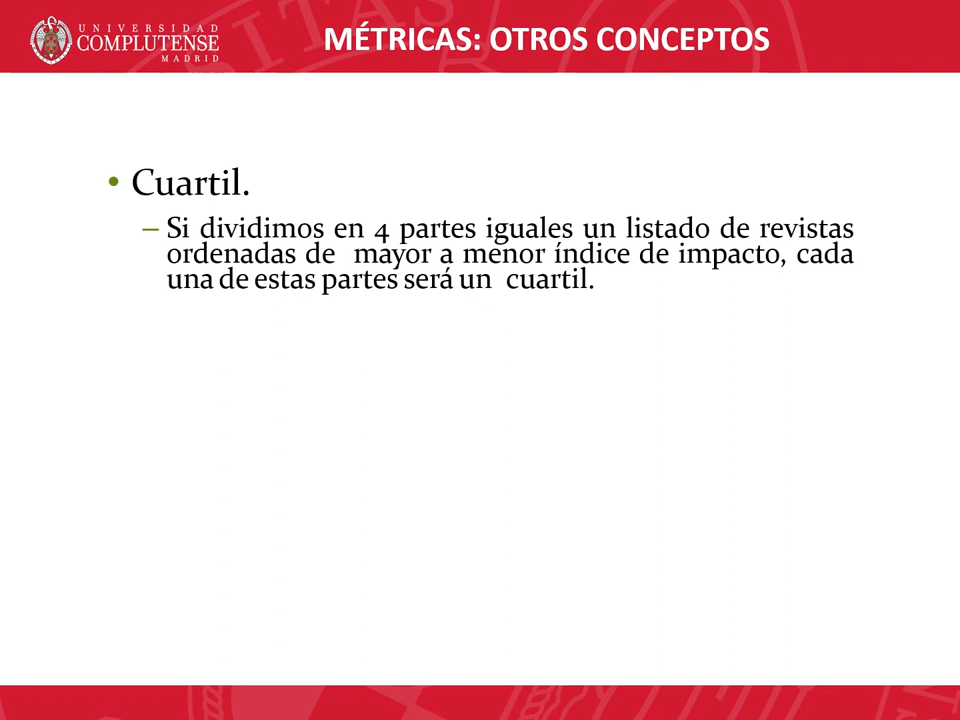 UNIVERSIDAD
COMPLUTENSE
MADRID
MÉTRICAS: OTROS CONCEPTOS
• Cuartil.
– Si dividimos en 4 partes iguales un listado de revistas
ordenadas de mayor a menor índice de impacto, cada
una de estas partes será un cuartil.